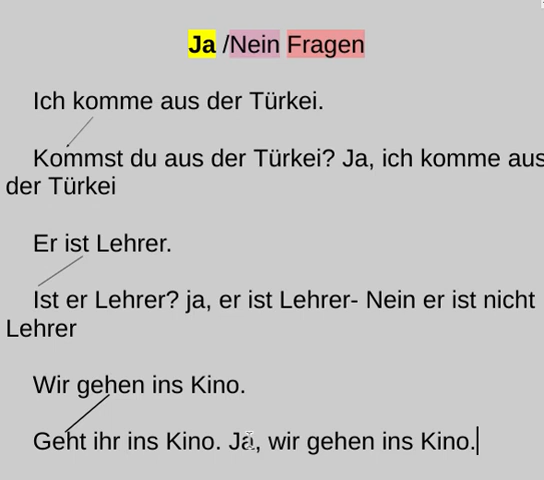 Ja /Nein Fragen
Ich komme aus der Türkei.
Kommst du aus der Türkei? Ja, ich komme aus
der Türkei
Er ist Lehrer.
Ist er Lehrer? ja, er ist Lehrer- Nein er ist nicht
Lehrer
Wir gehen ins Kino.
Geht ihr ins Kino. Ja, wir gehen ins Kino.